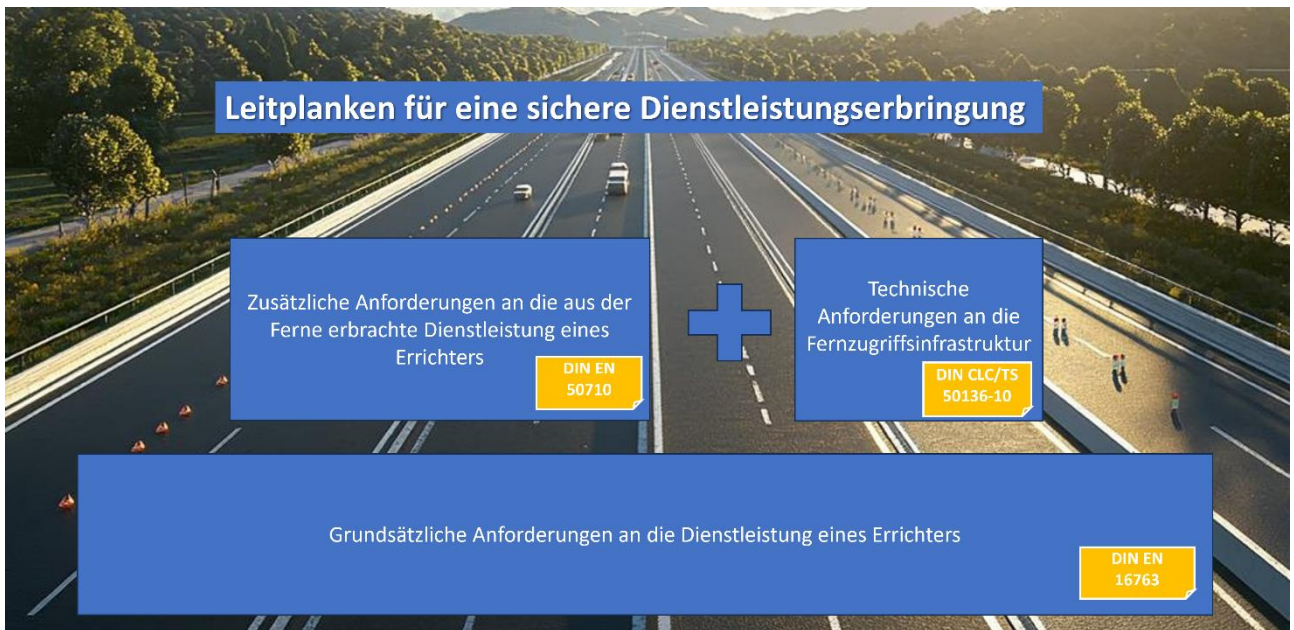 Leitplanken für eine sichere Dienstleistungserbringung
Zusätzliche Anforderungen an die aus der
Ferne erbrachte Dienstleistung eines
Errichters
DIN EN
50710
Technische
Anforderungen an die
Fernzugriffsinfrastruktur
DIN CLC/TS
50136-10
Grundsätzliche Anforderungen an die Dienstleistung eines Errichters
DIN EN
16763